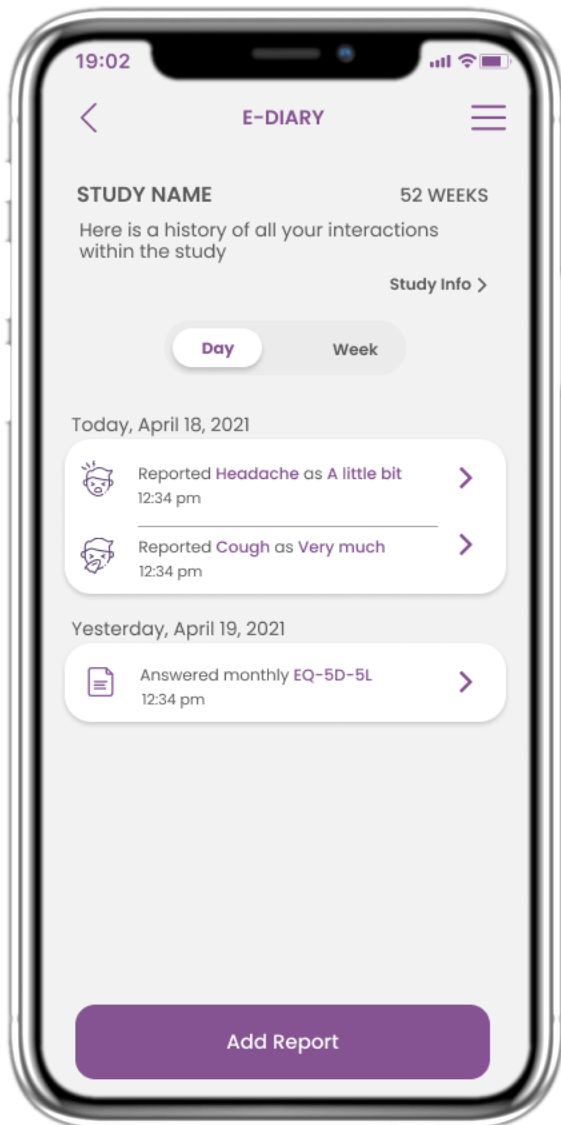 19:02
E-DIARY
STUDY NAME 52 WEEKS
Here is a history of all your interactions
within the study
Study Info >
Day Week
Today, April 18, 2021
Reported Headache as A little bit
12:34 pm
Reported Cough as Very much
12:34 pm
Yesterday, April 19, 2021
Answered monthly EQ-5D-5L
12:34 pm
Add Report